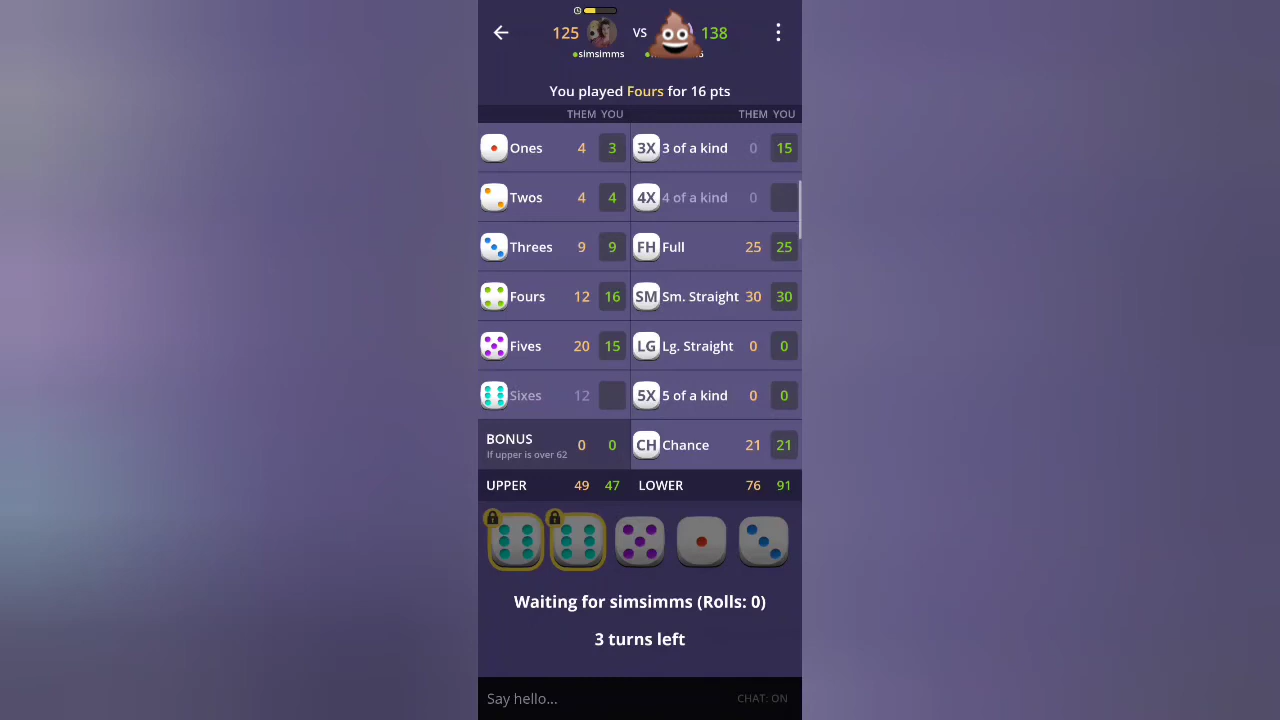 125 VS 138
simsimms
You played Fours for 16 pts
THEM YOU THEM YOU
Ones 4 3 3X 3 of a kind 0 15
Twos 4 4 4X 4 of a kind 0
Threes 9 9 FH Full 25 25
Fours 12 16 SM Sm. Straight 30 30
Fives 20 15 LG Lg. Straight 0 0
Sixes 12 5X 5 of a kind 0 0
BONUS 0 0 CH Chance 21 21
If upper is over 62
UPPER 49 47 LOWER 76 91
Waiting for simsimms (Rolls: 0)
3 turns left
Say hello... CHAT: ON